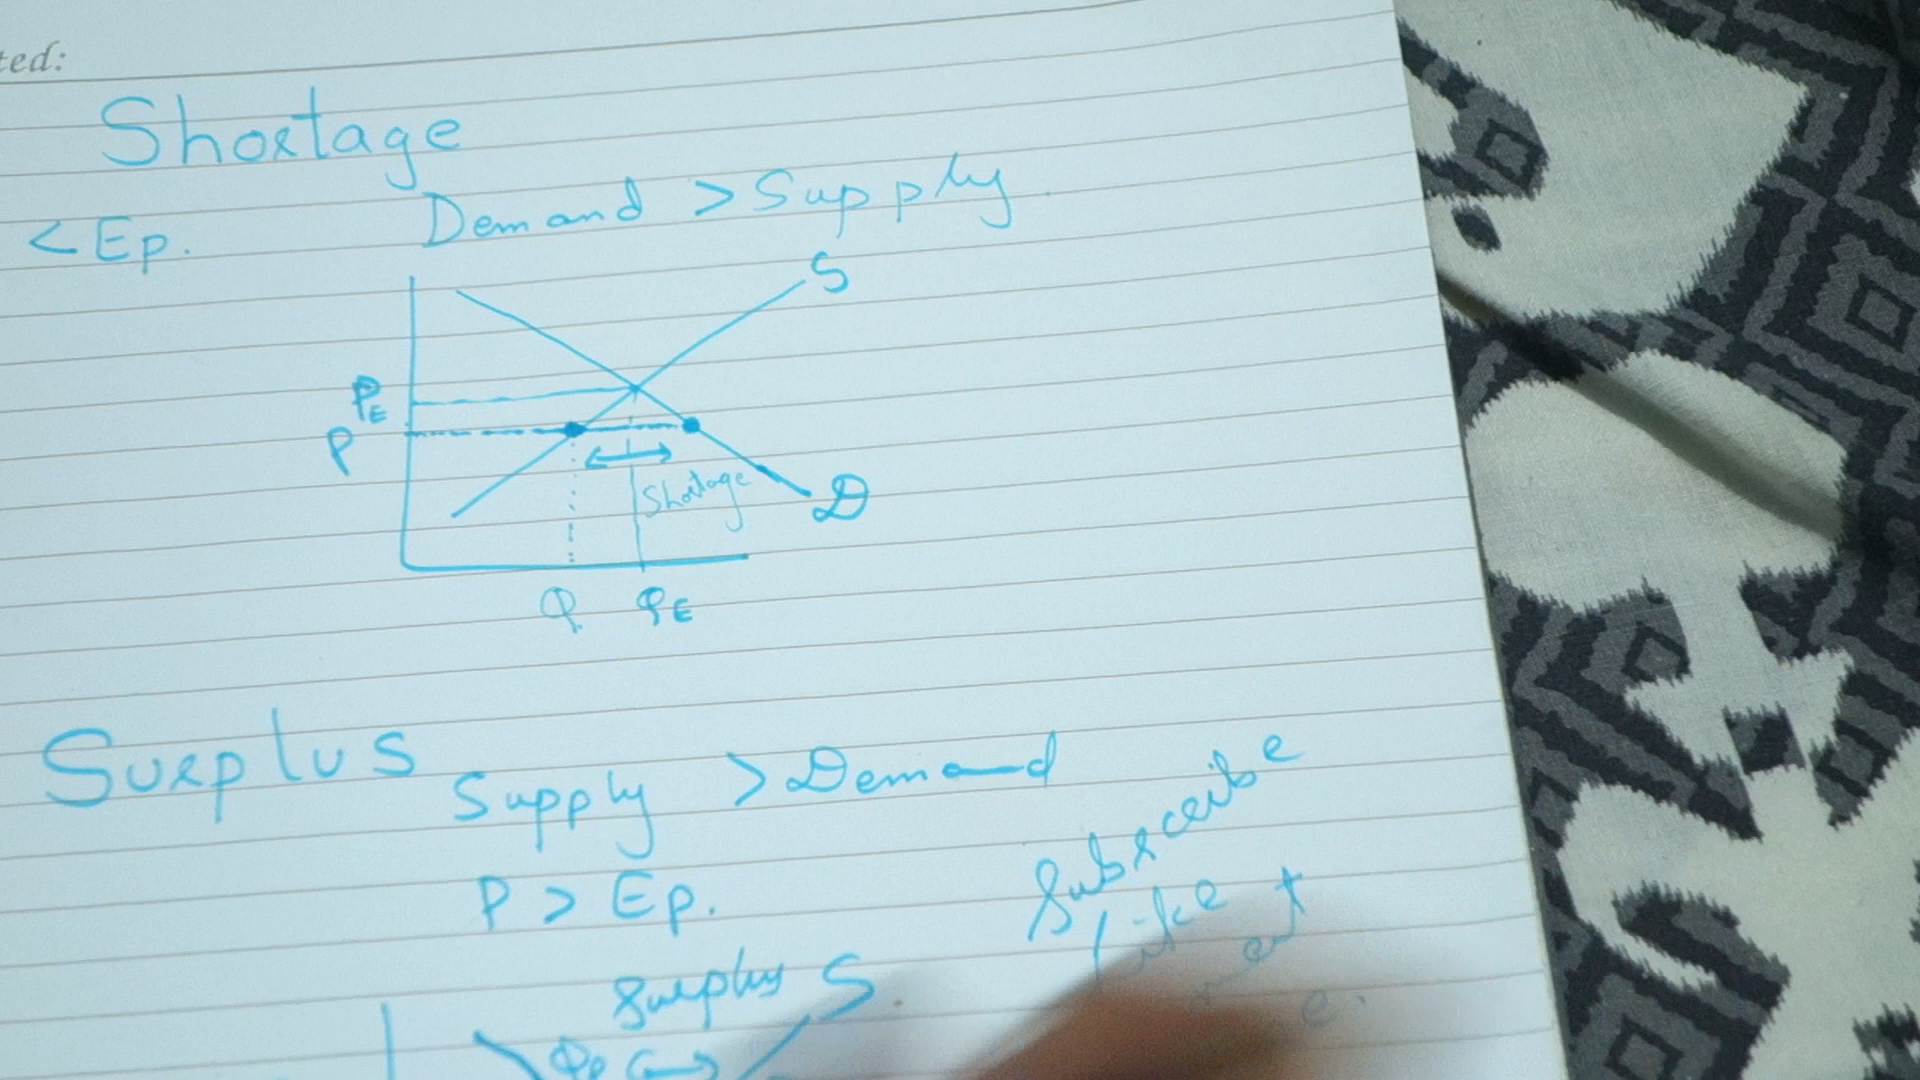 ted:
Shortage
< Ep.
Demand > Supply
S
PE
P
Shortage
D
Q
QE
Surplus
Supply > Demand
Subscribe
P > Ep.
like
Surplus S